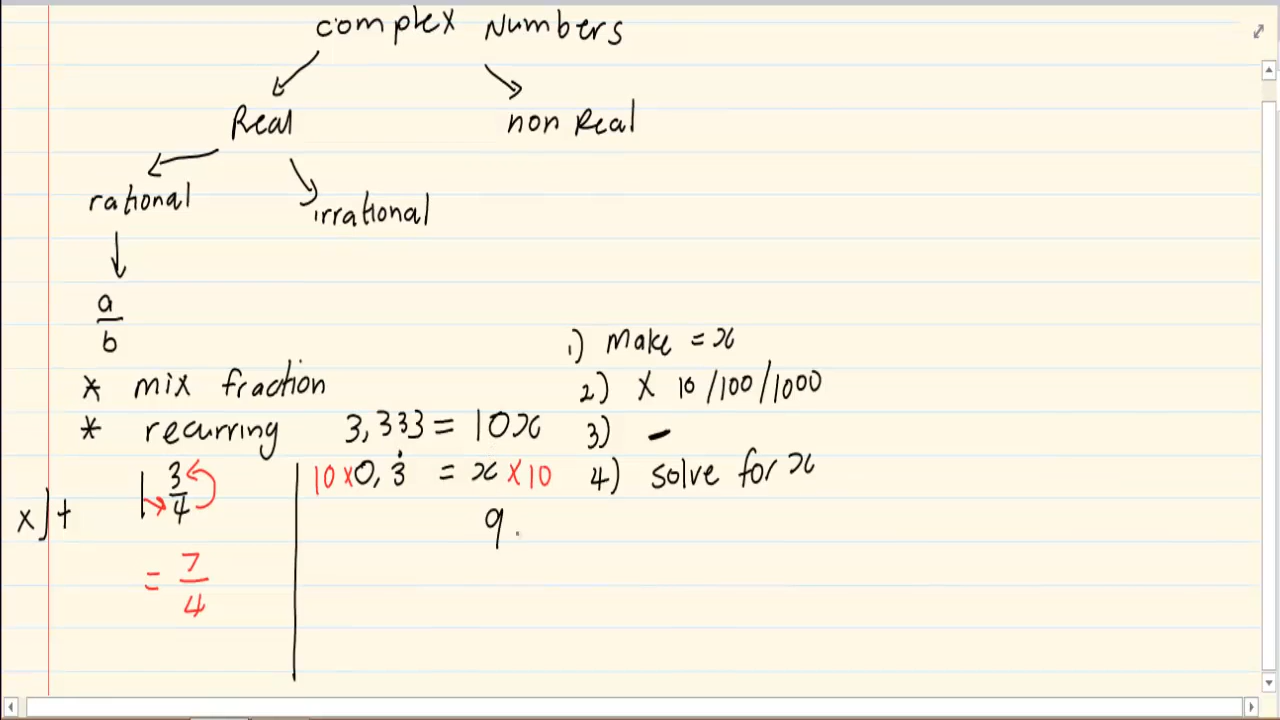 complex Numbers
Real
non Real
rational
irrational
a
b
1) make = x
* mix fraction
2) X 10/100/1000
* recurring
3,333 = 10x
3) -
10×0,3̇ = x×10
4) solve for x
1 3/4
x]+
9
= 7/4